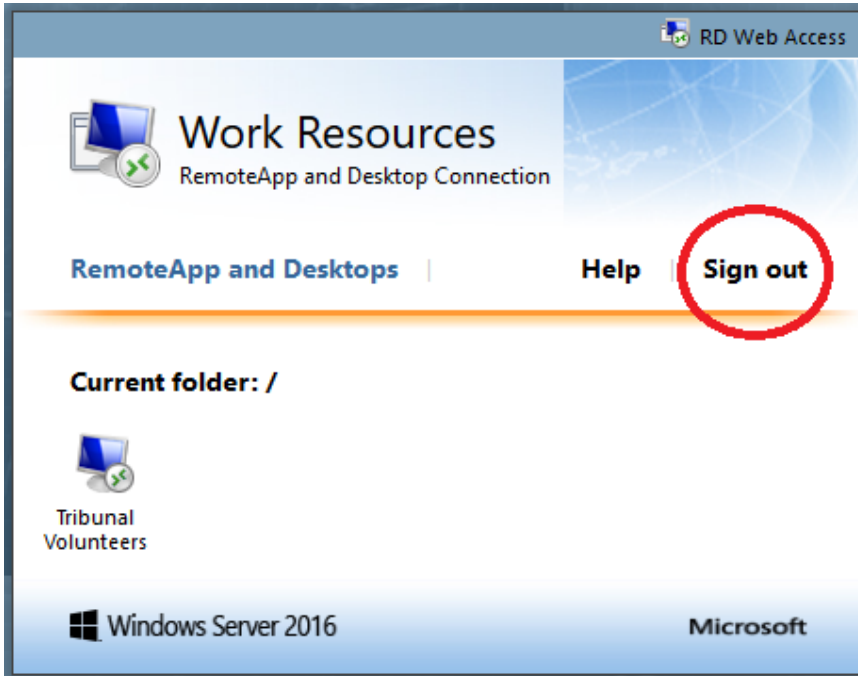 RD Web Access
Work Resources
RemoteApp and Desktop Connection
RemoteApp and Desktops | Help | Sign out
Current folder: /
Tribunal
Volunteers
Windows Server 2016 Microsoft